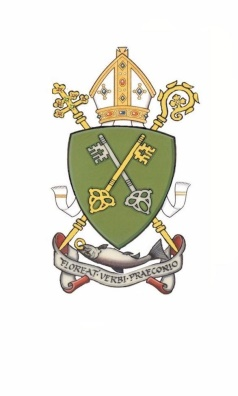 FLOREAT · VERBI · PRAECONIO